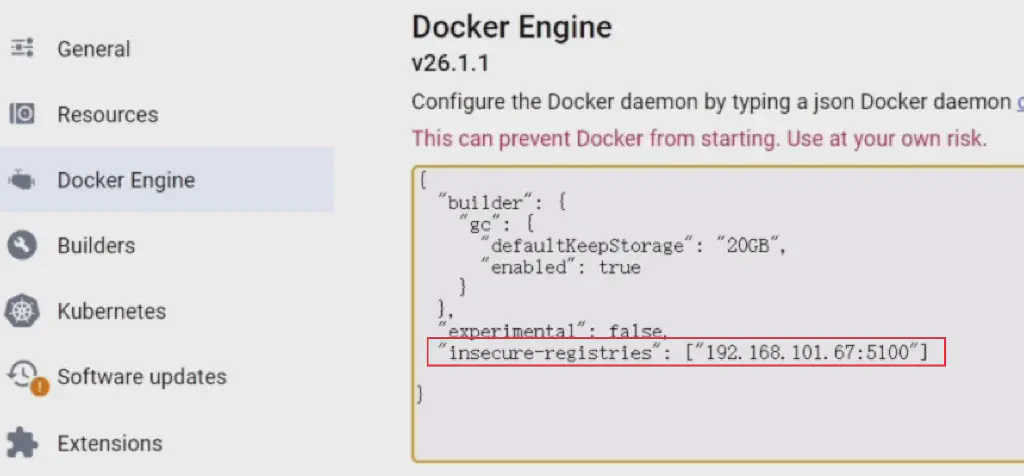 General
Resources
Docker Engine
Builders
Kubernetes
Software updates
Extensions
Docker Engine
v26.1.1
Configure the Docker daemon by typing a json Docker daemon
This can prevent Docker from starting. Use at your own risk.
{
"builder": {
"gc": {
"defaultKeepStorage": "20GB",
"enabled": true
}
},
"experimental": false,
"insecure-registries": ["192.168.101.67:5100"]
}